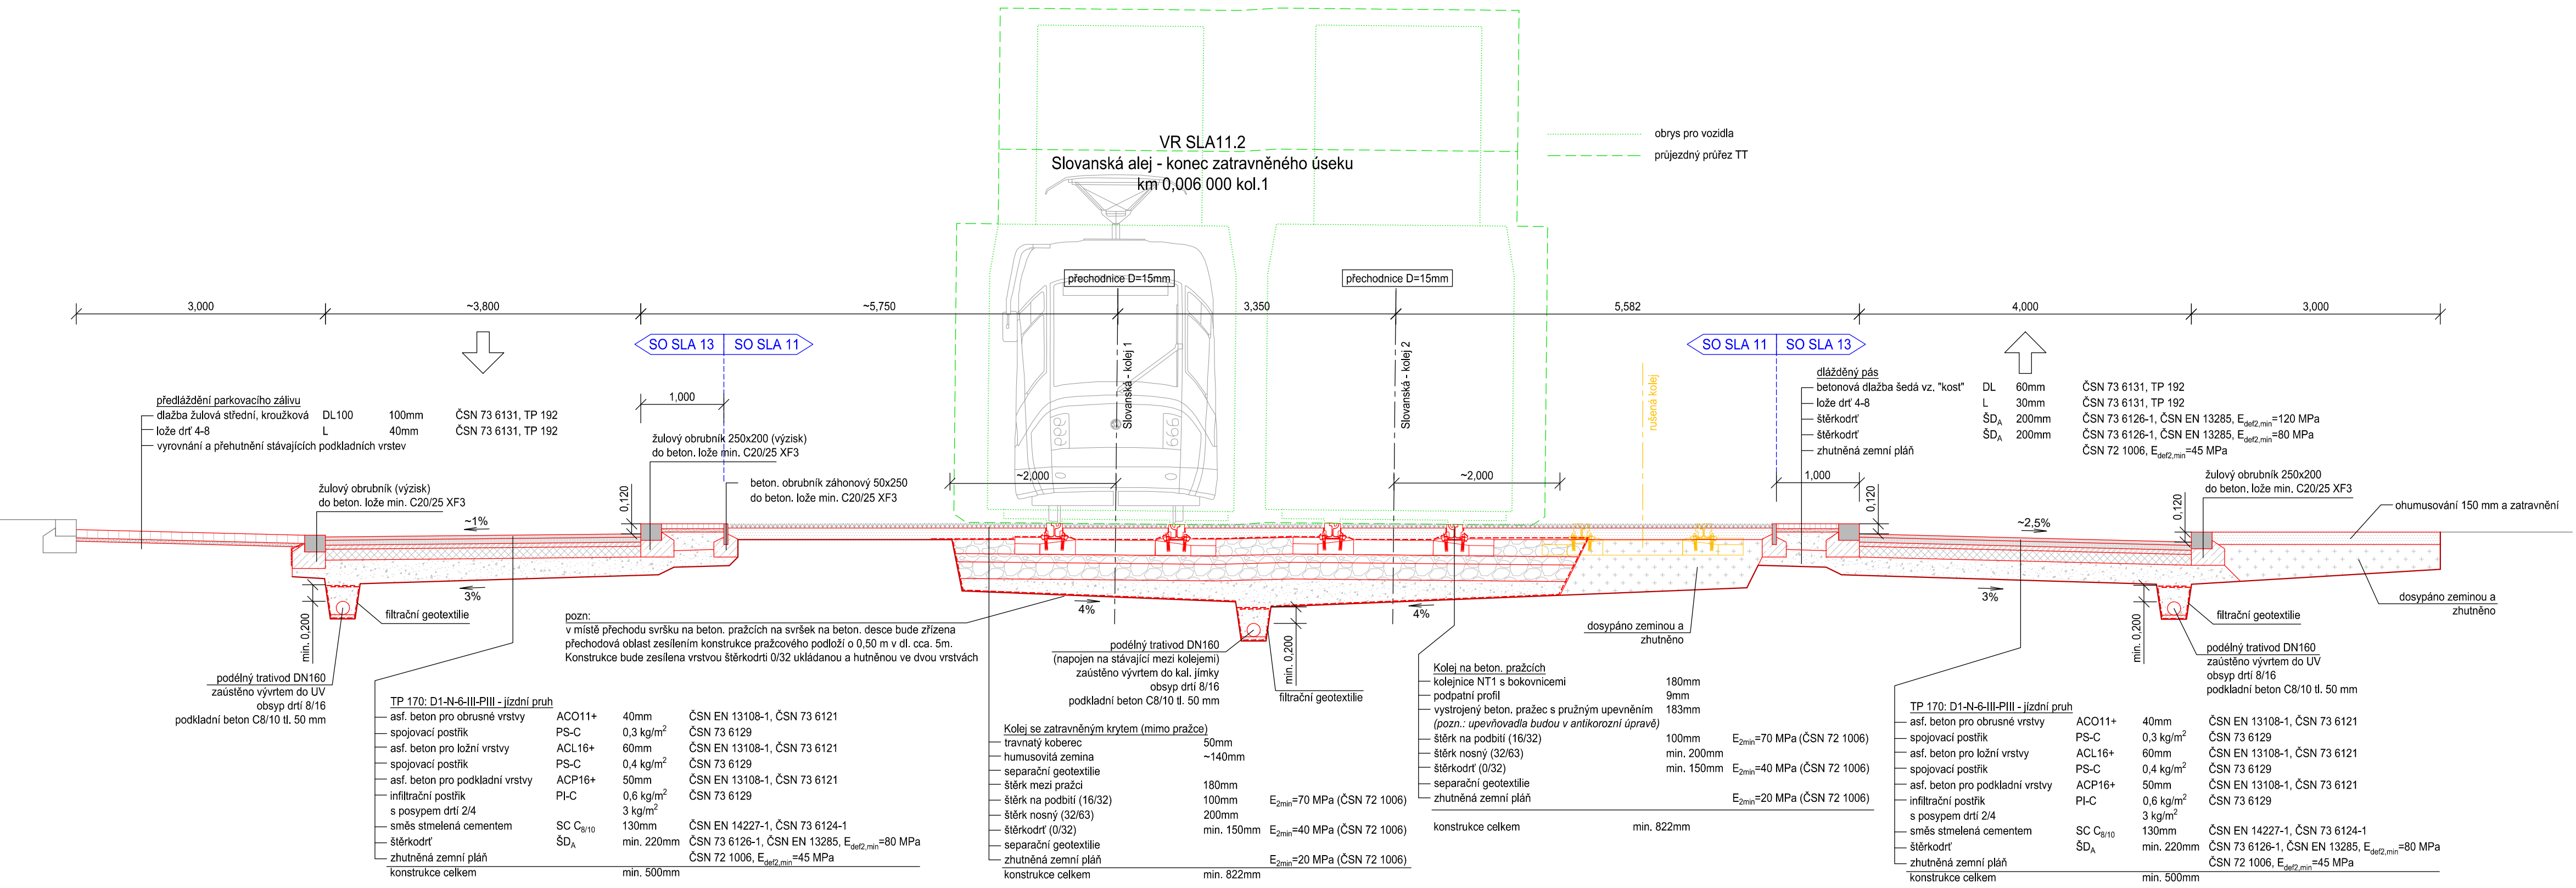 VR SLA11.2
Slovanská alej - konec zatravněného úseku
km 0,006 000 kol.1
obrys pro vozidla
průjezdný průřez TT
přechodnice D=15mm
přechodnice D=15mm
3,000
~3,800
~5,750
3,350
5,582
4,000
3,000
SO SLA 13
SO SLA 11
SO SLA 11
SO SLA 13
Slovanská - kolej 1
Slovanská - kolej 2
rušená kolej
předláždění parkovacího zálivu
dlažba žulová střední, kroužková DL100 100mm ČSN 73 6131, TP 192
lože drť 4-8 L 40mm ČSN 73 6131, TP 192
vyrovnání a přehutnění stávajících podkladních vrstev
1,000
žulový obrubník 250x200 (výzisk)
do beton. lože min. C20/25 XF3
beton. obrubník záhonový 50x250
do beton. lože min. C20/25 XF3
žulový obrubník (výzisk)
do beton. lože min. C20/25 XF3
~1%
0,120
~2,000
~2,000
dlážděný pás
betonová dlažba šedá vz. "kost" DL 60mm ČSN 73 6131, TP 192
lože drť 4-8 L 30mm ČSN 73 6131, TP 192
štěrkodrť ŠDA 200mm ČSN 73 6126-1, ČSN EN 13285, Edef2,min=120 MPa
štěrkodrť ŠDA 200mm ČSN 73 6126-1, ČSN EN 13285, Edef2,min=80 MPa
zhutněná zemní pláň ČSN 72 1006, Edef2,min=45 MPa
1,000
0,120
~2,5%
0,120
žulový obrubník 250x200
do beton. lože min. C20/25 XF3
ohumusování 150 mm a zatravnění
dosypáno zeminou a
zhutněno
3%
min. 0,200
filtrační geotextilie
podélný trativod DN160
zaústěno vývrtem do UV
obsyp drtí 8/16
podkladní beton C8/10 tl. 50 mm
pozn:
v místě přechodu svršku na beton. pražcích na svršek na beton. desce bude zřízena
přechodová oblast zesílením konstrukce pražcového podloží o 0,50 m v dl. cca. 5m.
Konstrukce bude zesílena vrstvou štěrkodrti 0/32 ukládanou a hutněnou ve dvou vrstvách
4%
4%
podélný trativod DN160
(napojen na stávající mezi kolejemi)
zaústěno vývrtem do kal. jímky
obsyp drtí 8/16
podkladní beton C8/10 tl. 50 mm
min. 0,200
filtrační geotextilie
dosypáno zeminou a
zhutněno
3%
min. 0,200
filtrační geotextilie
podélný trativod DN160
zaústěno vývrtem do UV
obsyp drtí 8/16
podkladní beton C8/10 tl. 50 mm
TP 170: D1-N-6-III-PIII - jízdní pruh
asf. beton pro obrusné vrstvy ACO11+ 40mm ČSN EN 13108-1, ČSN 73 6121
spojovací postřik PS-C 0,3 kg/m² ČSN 73 6129
asf. beton pro ložní vrstvy ACL16+ 60mm ČSN EN 13108-1, ČSN 73 6121
spojovací postřik PS-C 0,4 kg/m² ČSN 73 6129
asf. beton pro podkladní vrstvy ACP16+ 50mm ČSN EN 13108-1, ČSN 73 6121
infiltrační postřik PI-C 0,6 kg/m² ČSN 73 6129
s posypem drtí 2/4 3 kg/m²
směs stmelená cementem SC C8/10 130mm ČSN EN 14227-1, ČSN 73 6124-1
štěrkodrť ŠDA min. 220mm ČSN 73 6126-1, ČSN EN 13285, Edef2,min=80 MPa
zhutněná zemní pláň ČSN 72 1006, Edef2,min=45 MPa
konstrukce celkem min. 500mm
Kolej se zatravněným krytem (mimo pražce)
travnatý koberec 50mm
humusovitá zemina ~140mm
separační geotextilie
štěrk mezi pražci 180mm
štěrk na podbití (16/32) 100mm E2min=70 MPa (ČSN 72 1006)
štěrk nosný (32/63) 200mm
štěrkodrť (0/32) min. 150mm E2min=40 MPa (ČSN 72 1006)
separační geotextilie
zhutněná zemní pláň E2min=20 MPa (ČSN 72 1006)
konstrukce celkem min. 822mm
Kolej na beton. pražcích
kolejnice NT1 s bokovnicemi 180mm
podpatní profil 9mm
vystrojený beton. pražec s pružným upevněním 183mm
(pozn.: upevňovadla budou v antikorozní úpravě)
štěrk na podbití (16/32) 100mm E2min=70 MPa (ČSN 72 1006)
štěrk nosný (32/63) min. 200mm
štěrkodrť (0/32) min. 150mm E2min=40 MPa (ČSN 72 1006)
separační geotextilie
zhutněná zemní pláň E2min=20 MPa (ČSN 72 1006)
konstrukce celkem min. 822mm
TP 170: D1-N-6-III-PIII - jízdní pruh
asf. beton pro obrusné vrstvy ACO11+ 40mm ČSN EN 13108-1, ČSN 73 6121
spojovací postřik PS-C 0,3 kg/m² ČSN 73 6129
asf. beton pro ložní vrstvy ACL16+ 60mm ČSN EN 13108-1, ČSN 73 6121
spojovací postřik PS-C 0,4 kg/m² ČSN 73 6129
asf. beton pro podkladní vrstvy ACP16+ 50mm ČSN EN 13108-1, ČSN 73 6121
infiltrační postřik PI-C 0,6 kg/m² ČSN 73 6129
s posypem drtí 2/4 3 kg/m²
směs stmelená cementem SC C8/10 130mm ČSN EN 14227-1, ČSN 73 6124-1
štěrkodrť ŠDA min. 220mm ČSN 73 6126-1, ČSN EN 13285, Edef2,min=80 MPa
zhutněná zemní pláň ČSN 72 1006, Edef2,min=45 MPa
konstrukce celkem min. 500mm